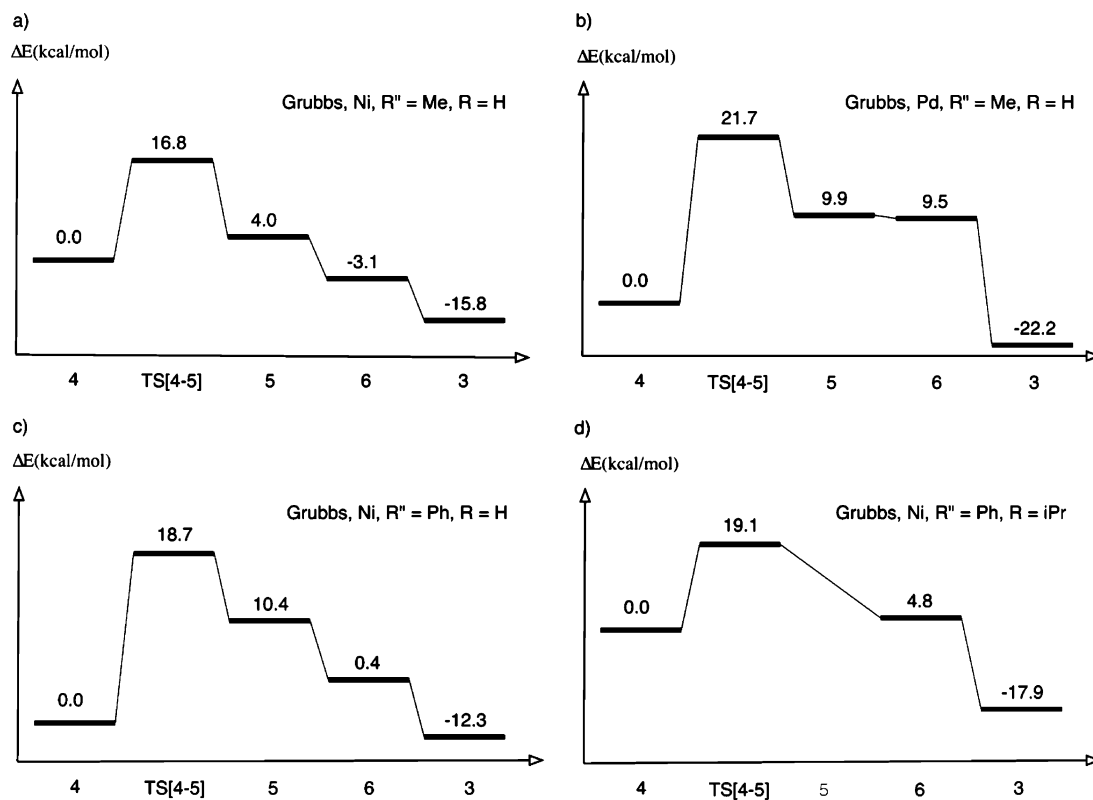 a)
ΔE(kcal/mol)
Grubbs, Ni, R" = Me, R = H
16.8
0.0
4.0
-3.1
-15.8
4 TS[4-5] 5 6 3
b)
ΔE(kcal/mol)
Grubbs, Pd, R" = Me, R = H
21.7
9.9
9.5
0.0
-22.2
4 TS[4-5] 5 6 3
c)
ΔE(kcal/mol)
Grubbs, Ni, R" = Ph, R = H
18.7
10.4
0.4
0.0
-12.3
4 TS[4-5] 5 6 3
d)
ΔE(kcal/mol)
Grubbs, Ni, R" = Ph, R = iPr
19.1
0.0
4.8
-17.9
4 TS[4-5] 5 6 3